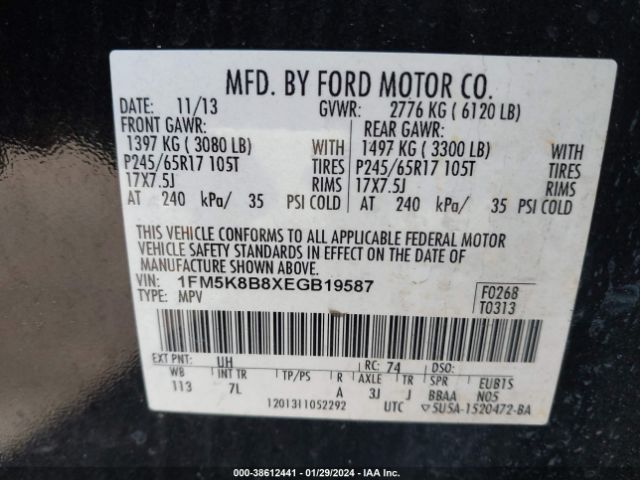 MFD. BY FORD MOTOR CO.
DATE: 11/13 GVWR: 2776 KG ( 6120 LB)
FRONT GAWR: REAR GAWR:
1397 KG ( 3080 LB) WITH 1497 KG ( 3300 LB) WITH
P245/65R17 105T TIRES P245/65R17 105T TIRES
17X7.5J RIMS 17X7.5J RIMS
AT 240 kPa/ 35 PSI COLD AT 240 kPa/ 35 PSI COLD
THIS VEHICLE CONFORMS TO ALL APPLICABLE FEDERAL MOTOR
VEHICLE SAFETY STANDARDS IN EFFECT ON THE DATE OF
MANUFACTURE SHOWN ABOVE.
VIN: 1FM5K8B8XEGB19587
TYPE: MPV
F0268
T0313
EXT PNT: UH RC: 74 DSO:
WB INT TR TP/PS R AXLE TR SPR EUBTS
113 7L A 3J J BBAA N05
1201311052292 UTC ▽5U5A-1520472-BA
000-38612441 - 01/29/2024 - IAA Inc.